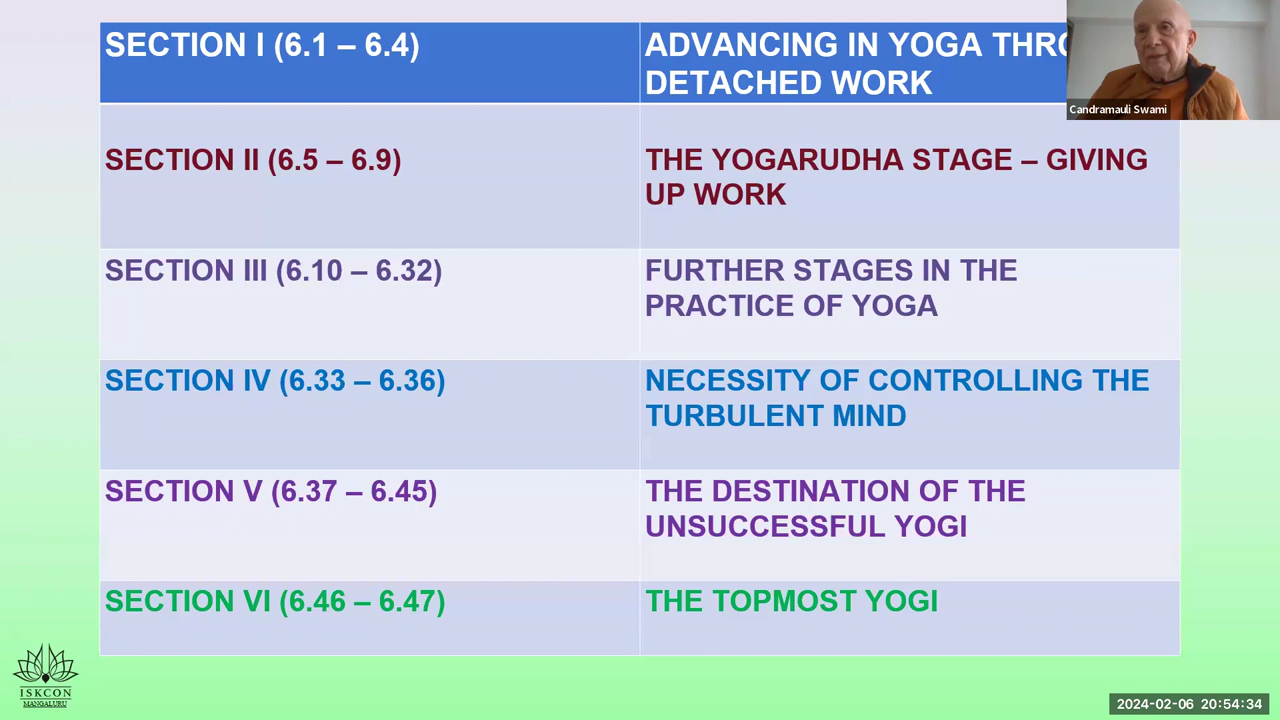 SECTION I (6.1 – 6.4)
ADVANCING IN YOGA
DETACHED WORK
SECTION II (6.5 – 6.9)
THE YOGARUDHA STAGE – GIVING
UP WORK
SECTION III (6.10 – 6.32)
FURTHER STAGES IN THE
PRACTICE OF YOGA
SECTION IV (6.33 – 6.36)
NECESSITY OF CONTROLLING THE
TURBULENT MIND
SECTION V (6.37 – 6.45)
THE DESTINATION OF THE
UNSUCCESSFUL YOGI
SECTION VI (6.46 – 6.47)
THE TOPMOST YOGI
Candramauli Swami
ISKCON
MANGALURU
2024-02-06 20:54:34